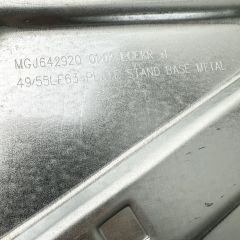 MGJ642920
49/55LF63 PLATE STAND BASE METAL